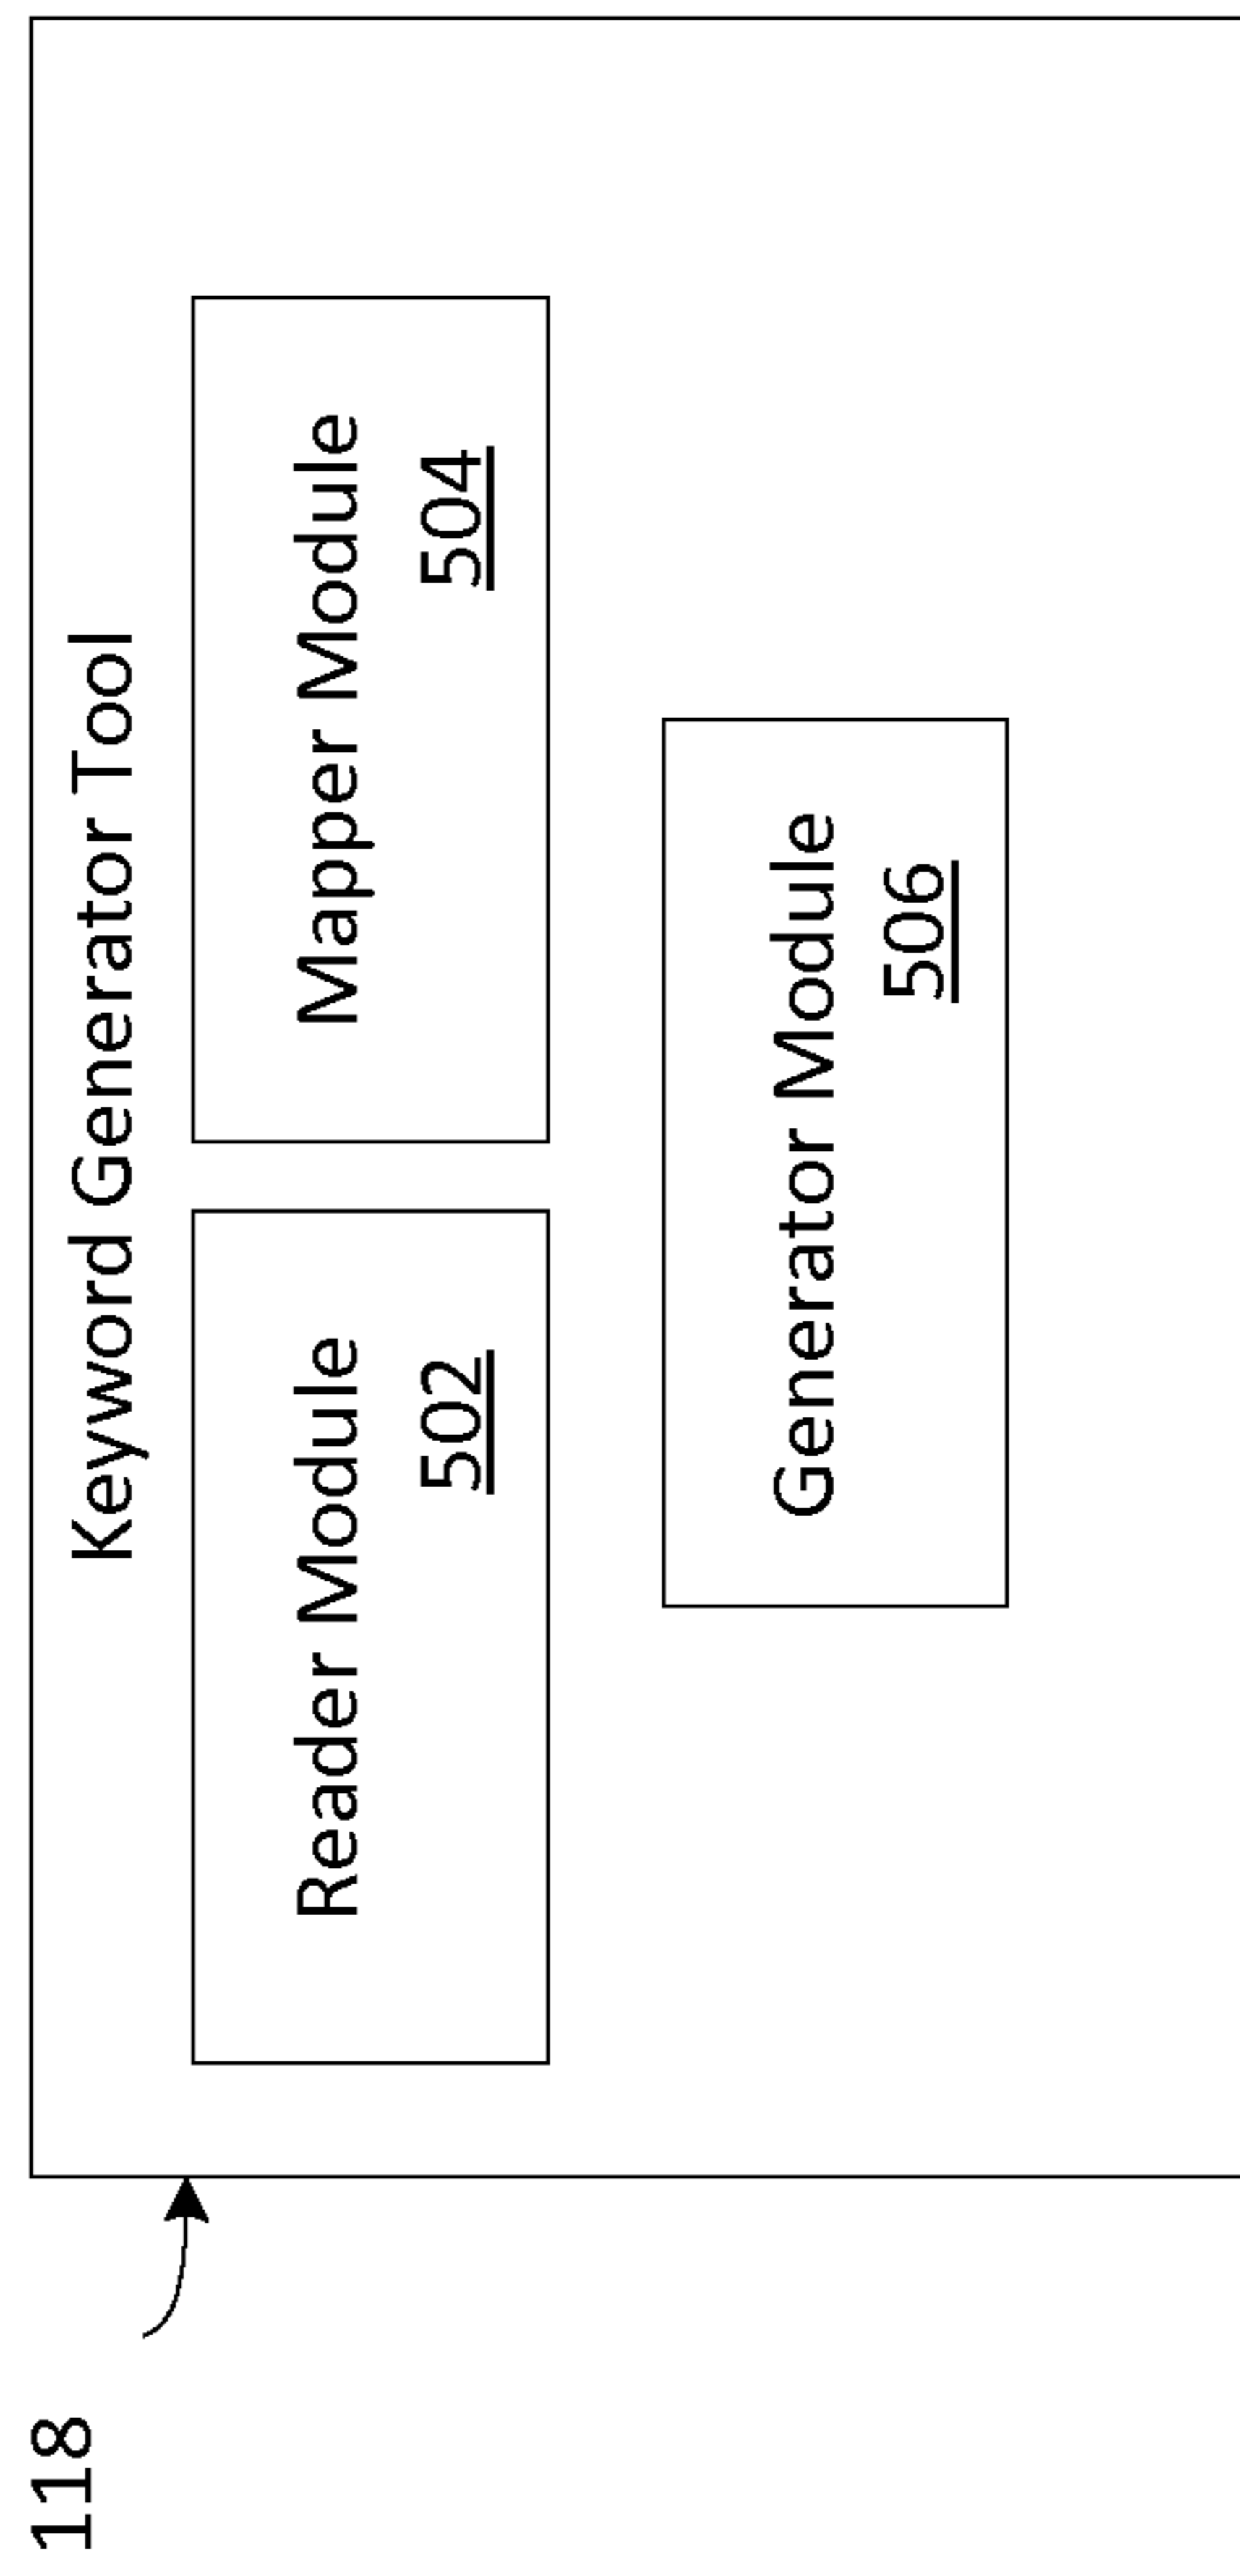 118
Keyword Generator Tool
Reader Module
502
Mapper Module
504
Generator Module
506